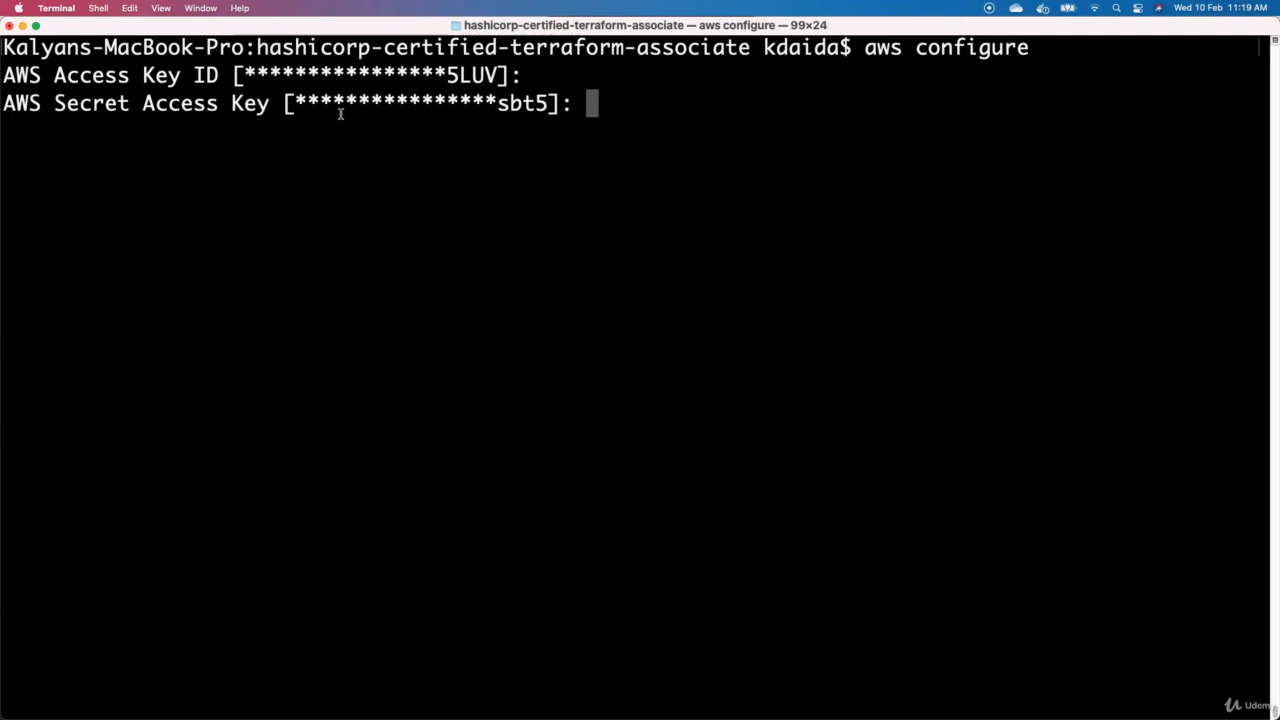 Terminal Shell Edit View Window Help Wed 10 Feb 11:19 AM
hashicorp-certified-terraform-associate — aws configure — 99×24
Kalyans-MacBook-Pro:hashicorp-certified-terraform-associate kdaida$ aws configure
AWS Access Key ID [****************5LUV]:
AWS Secret Access Key [****************sbt5]:
Udemy